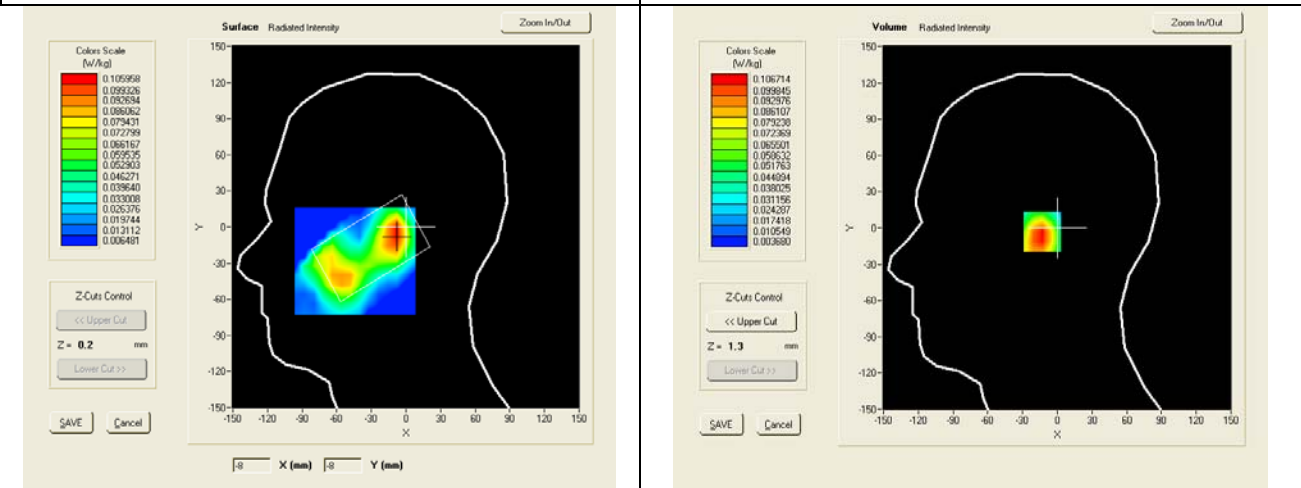 Surface Radiated Intensity
Zoom In/Out
Colors Scale
(W/kg)
0.105958
0.099326
0.092694
0.086062
0.079431
0.072799
0.066167
0.059535
0.052903
0.046271
0.039640
0.033008
0.026376
0.019744
0.013112
0.006481
Z-Cuts Control
<< Upper Cut
Z = 0.2 mm
Lower Cut >>
SAVE Cancel
150
120
90
60
30
0
-30
-60
-90
-120
-150
Y
-150 -120 -90 -60 -30 0 30 60 90 120 150
X
-8 X (mm) -8 Y (mm)
Volume Radiated Intensity
Zoom In/Out
Colors Scale
(W/kg)
0.106714
0.099845
0.092976
0.086107
0.079238
0.072369
0.065501
0.058632
0.051763
0.044894
0.038025
0.031156
0.024287
0.017418
0.010549
0.003680
Z-Cuts Control
<< Upper Cut
Z = 1.3 mm
Lower Cut >>
SAVE Cancel
150
120
90
60
30
0
-30
-60
-90
-120
-150
Y
-150 -120 -90 -60 -30 0 30 60 90 120 150
X